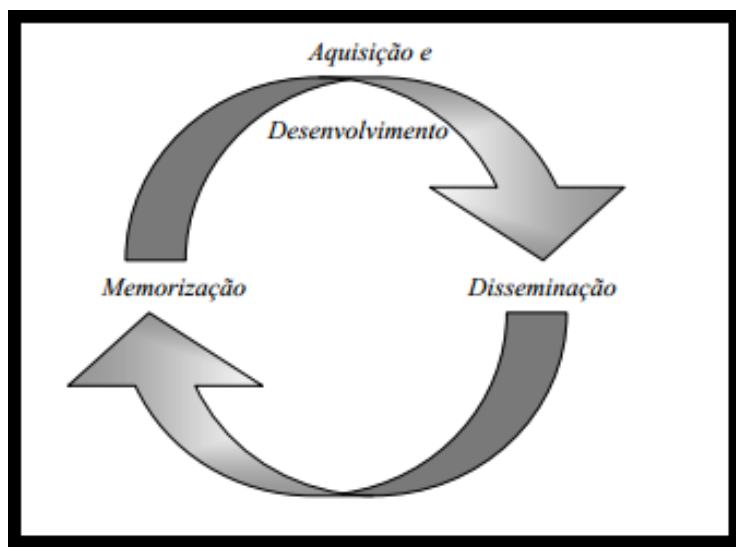 Aquisição e
Desenvolvimento
Memorização
Disseminação